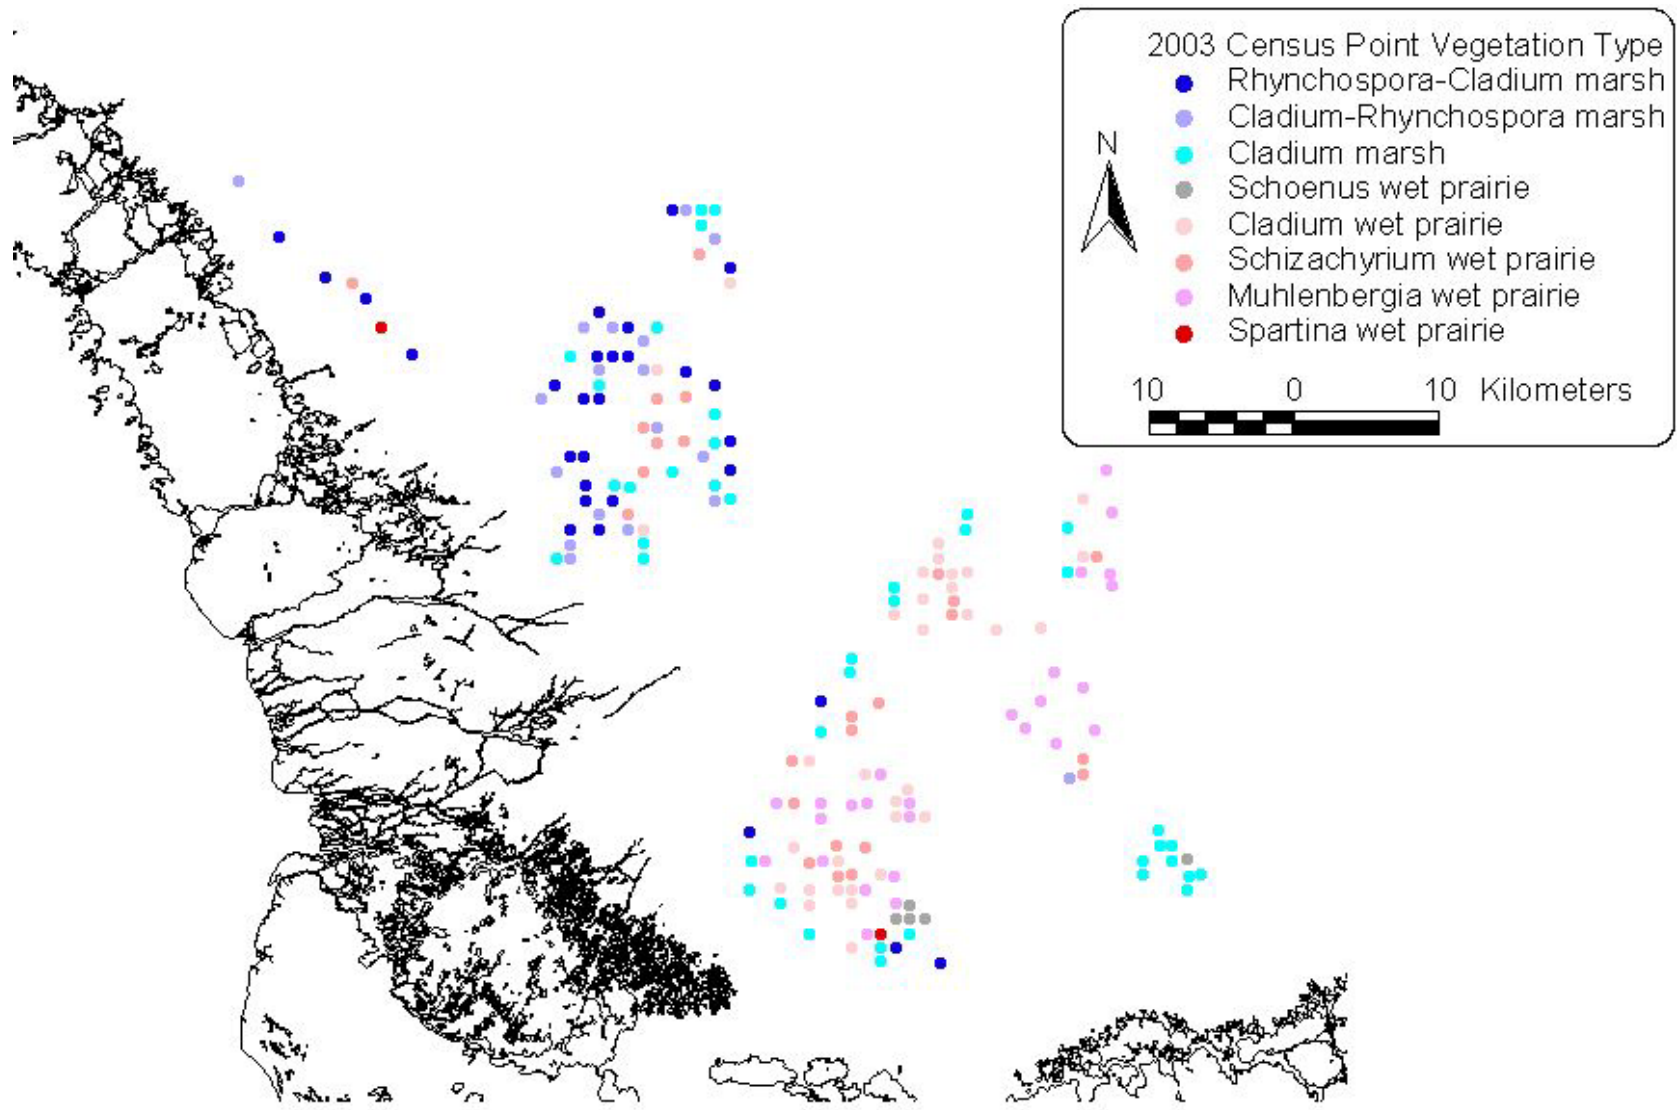 2003 Census Point Vegetation Type
Rhynchospora-Cladium marsh
Cladium-Rhynchospora marsh
Cladium marsh
Schoenus wet prairie
Cladium wet prairie
Schizachyrium wet prairie
Muhlenbergia wet prairie
Spartina wet prairie
N
10 0 10 Kilometers